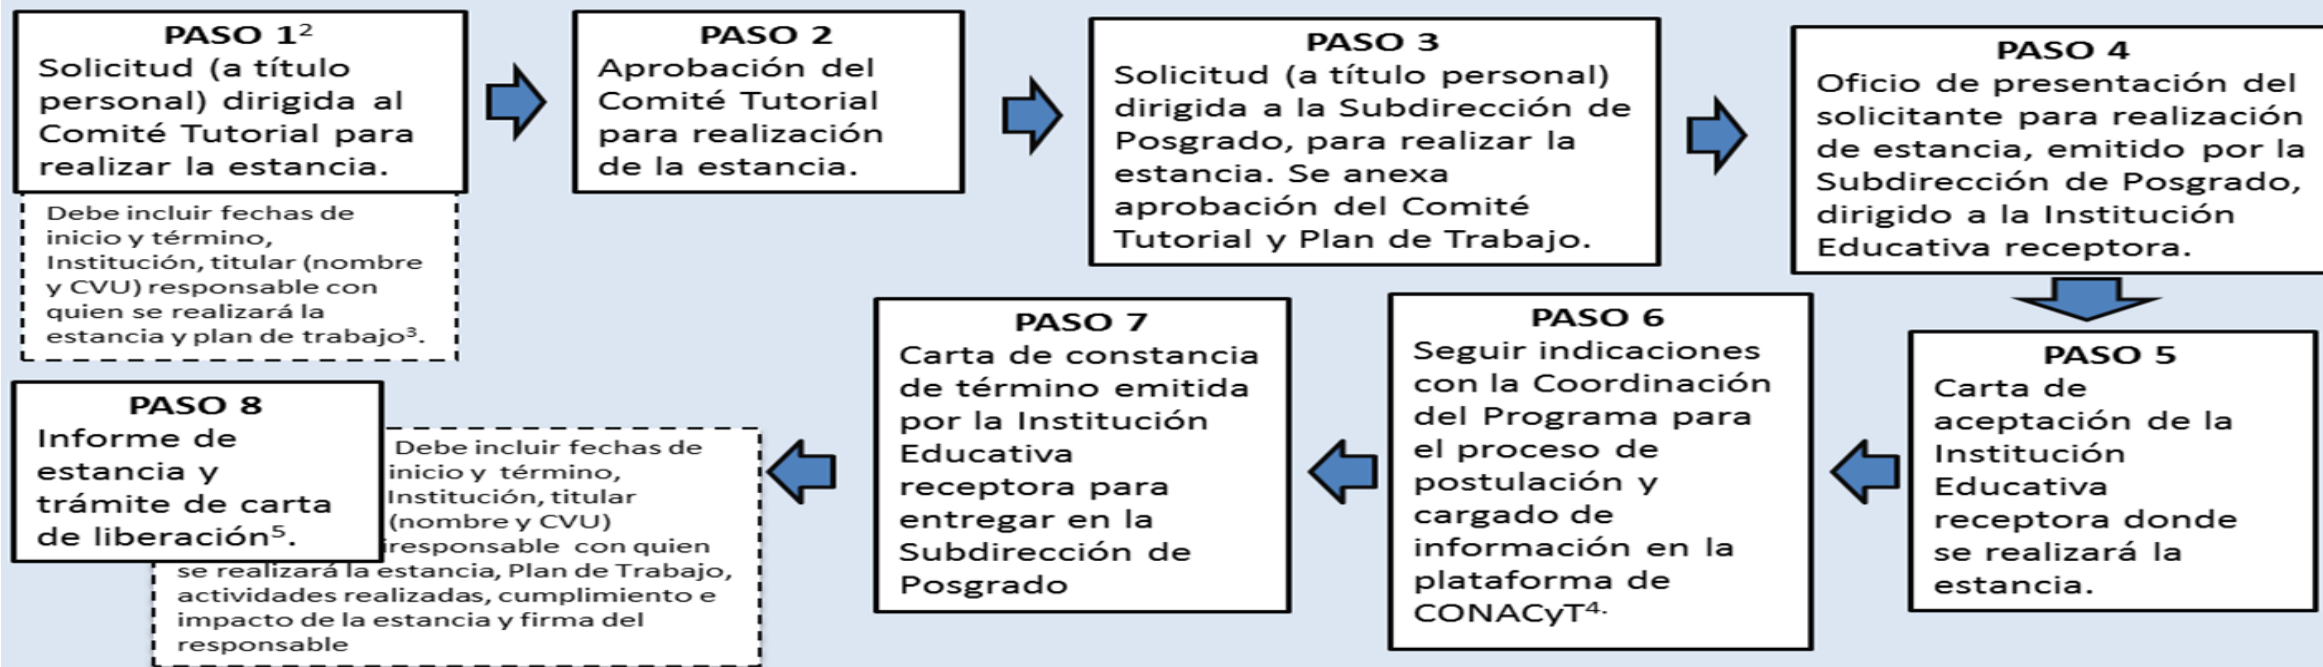 PASO 1²
Solicitud (a título
personal) dirigida al
Comité Tutorial para
realizar la estancia.
Debe incluir fechas de
inicio y término,
Institución, titular (nombre
y CVU) responsable con
quien se realizará la
estancia y plan de trabajo³.
PASO 2
Aprobación del
Comité Tutorial
para realización
de la estancia.
PASO 3
Solicitud (a título personal)
dirigida a la Subdirección de
Posgrado, para realizar la
estancia. Se anexa
aprobación del Comité
Tutorial y Plan de Trabajo.
PASO 4
Oficio de presentación del
solicitante para realización
de estancia, emitido por la
Subdirección de Posgrado,
dirigido a la Institución
Educativa receptora.
PASO 5
Carta de
aceptación de la
Institución
Educativa
receptora donde
se realizará la
estancia.
PASO 6
Seguir indicaciones
con la Coordinación
del Programa para
el proceso de
postulación y
cargado de
información en la
plataforma de
CONACyT⁴·
PASO 7
Carta de constancia
de término emitida
por la Institución
Educativa
receptora para
entregar en la
Subdirección de
Posgrado
PASO 8
Informe de
estancia y
trámite de carta
de liberación⁵.
Debe incluir fechas de
inicio y término,
Institución, titular
(nombre y CVU)
responsable con quien
se realizará la estancia, Plan de Trabajo,
actividades realizadas, cumplimiento e
impacto de la estancia y firma del
responsable